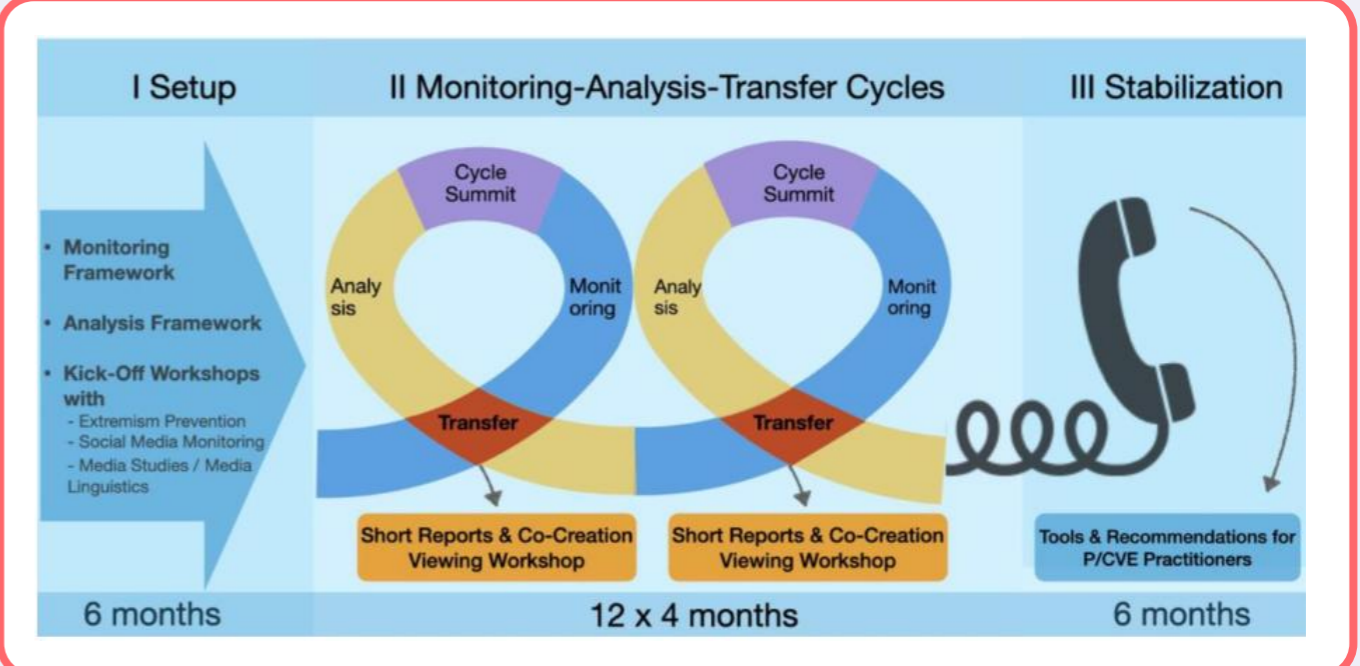 I Setup
II Monitoring-Analysis-Transfer Cycles
III Stabilization
• Monitoring
Framework
• Analysis Framework
• Kick-Off Workshops
with
- Extremism Prevention
- Social Media Monitoring
- Media Studies / Media
Linguistics
Cycle
Summit
Analy
sis
Monit
oring
Transfer
Short Reports & Co-Creation
Viewing Workshop
Cycle
Summit
Analy
sis
Monit
oring
Transfer
Short Reports & Co-Creation
Viewing Workshop
Tools & Recommendations for
P/CVE Practitioners
6 months
12 x 4 months
6 months